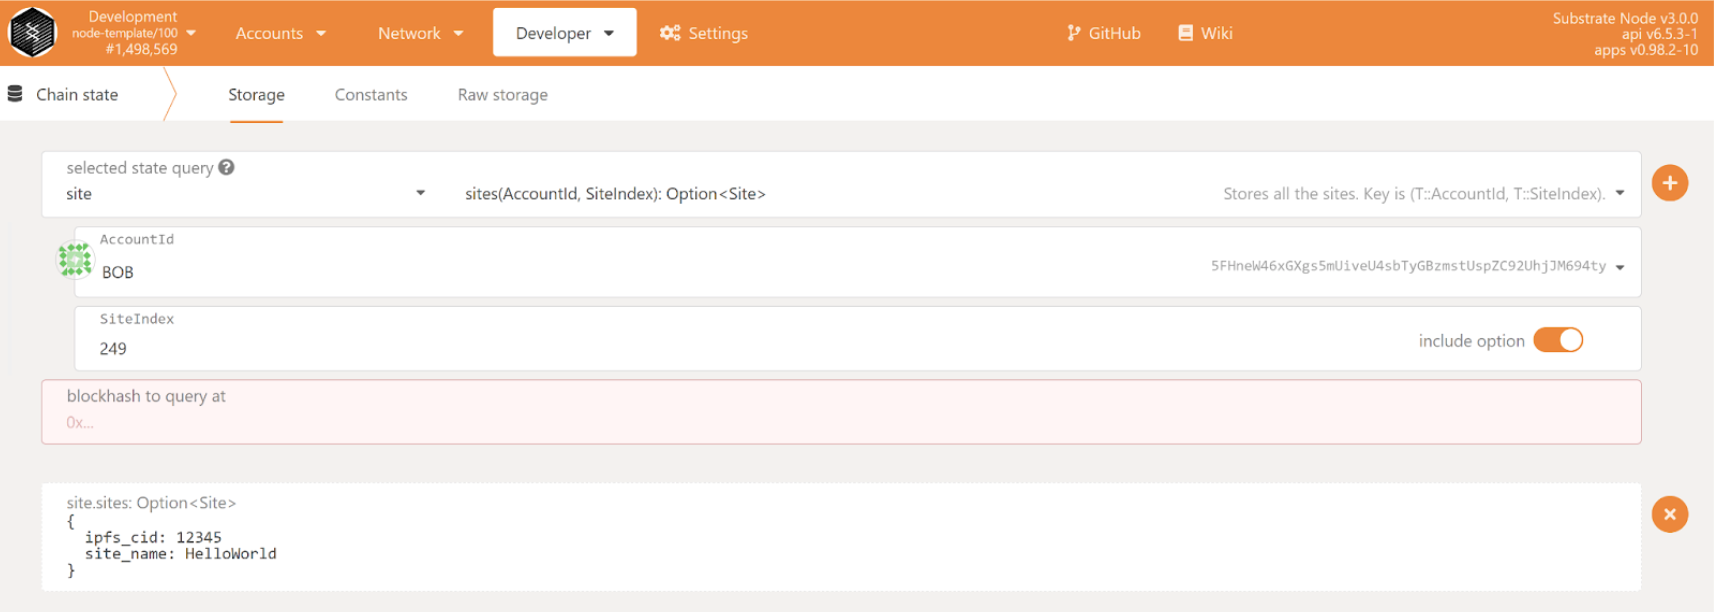 Development
node-template/100
#1,498,569
Accounts
Network
Developer
Settings
GitHub
Wiki
Substrate Node v3.0.0
api v6.5.3-1
apps v0.98.2-10
Chain state
Storage
Constants
Raw storage
selected state query
site
sites(AccountId, SiteIndex): Option<Site>
Stores all the sites. Key is (T::AccountId, T::SiteIndex).
AccountId
BOB
5FHneW46xGXgs5mUiveU4sbTyGBzmstUspZC92UhjJM694ty
SiteIndex
249
include option
blockhash to query at
0x...
site.sites: Option<Site>
{
ipfs_cid: 12345
site_name: HelloWorld
}